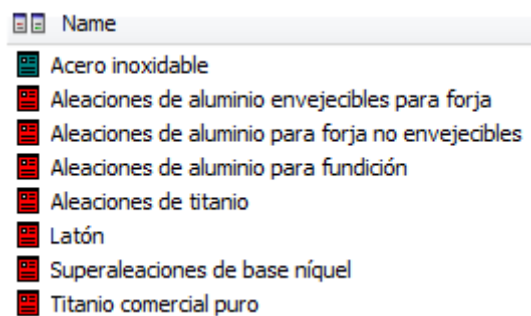 Name
Acero inoxidable
Aleaciones de aluminio envejecibles para forja
Aleaciones de aluminio para forja no envejecibles
Aleaciones de aluminio para fundición
Aleaciones de titanio
Latón
Superaleaciones de base níquel
Titanio comercial puro